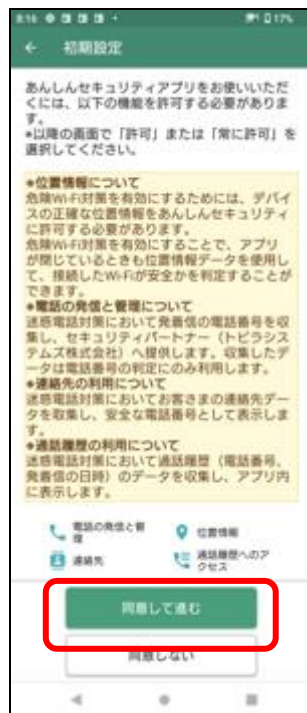 8:16
17%
初期設定
あんしんセキュリティアプリをお使いいただ
くには、以下の機能を許可する必要がありま
す。
※以降の画面で「許可」または「常に許可」を
選択してください。
●位置情報について
危険Wi-Fi対策を有効にするためには、デバイ
スの正確な位置情報をあんしんセキュリティ
に許可する必要があります。
危険Wi-Fi対策を有効にすることで、アプリ
が閉じているときも位置情報データを使用し
て、接続したWi-Fiが安全かを判定することが
できます。
●電話の発信と管理について
迷惑電話対策において発着信の電話番号を収
集し、セキュリティパートナー（トビラシス
テムズ株式会社）へ提供します。収集したデ
ータは電話番号の判定にのみ利用します。
●連絡先の利用について
迷惑電話対策においてお客さまの連絡先デー
タを取集し、安全な電話番号として表示しま
す。
●通話履歴の利用について
迷惑電話対策において通話履歴（電話番号、
発着信の日時）のデータを収集し、アプリ内
に表示します。
電話の発信と管
理
位置情報
連絡先
通話履歴へのア
クセス
同意して進む
同意しない